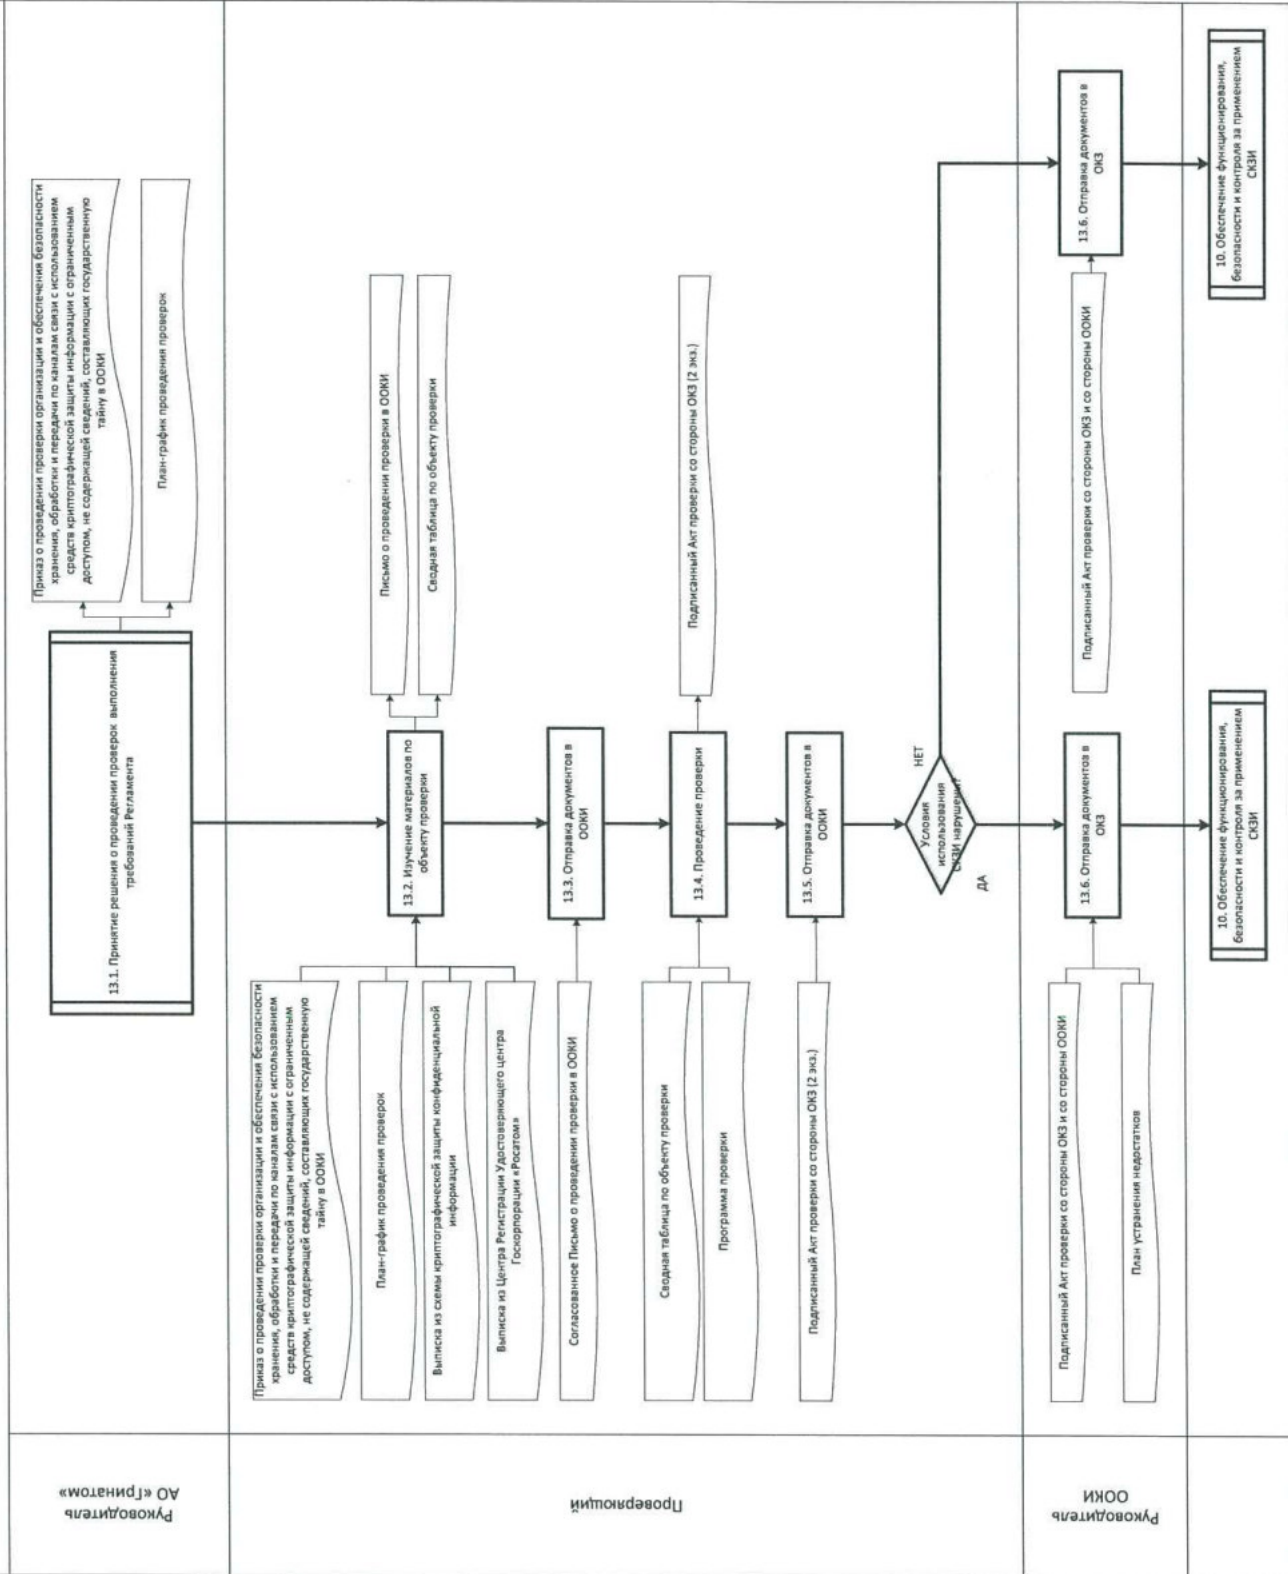 Руководитель
АО «Гринатом»
13.1. Принятие решения о проведении проверок выполнения
требований Регламента
Приказ о проведении проверки организации и обеспечения безопасности
хранения, обработки и передачи по каналам связи с использованием
средств криптографической защиты информации с ограниченным
доступом, не содержащей сведений, составляющих государственную
тайну в ООКИ
План-график проведения проверок
Проверяющий
Приказ о проведении проверки организации и обеспечения безопасности
хранения, обработки и передачи по каналам связи с использованием
средств криптографической защиты информации с ограниченным
доступом, не содержащей сведений, составляющих государственную
тайну в ООКИ
План-график проведения проверок
Выписка из схемы криптографической защиты конфиденциальной
информации
Выписка из Центра Регистрации Удостоверяющего центра
Госкорпорации «Росатом»
13.2. Изучение материалов по
объекту проверки
Письмо о проведении проверки в ООКИ
Сводная таблица по объекту проверки
Согласованное Письмо о проведении проверки в ООКИ
13.3. Отправка документов в
ООКИ
Сводная таблица по объекту проверки
Программа проверки
13.4. Проведение проверки
Подписанный Акт проверки со стороны ОКЗ (2 экз.)
Подписанный Акт проверки со стороны ОКЗ (2 экз.)
13.5. Отправка документов в
ООКИ
Условия
использования
СКЗИ нарушены?
НЕТ
ДА
Руководитель
ООКИ
Подписанный Акт проверки со стороны ОКЗ и со стороны ООКИ
План устранения недостатков
13.6. Отправка документов в
ОКЗ
Подписанный Акт проверки со стороны ОКЗ и со стороны ООКИ
13.6. Отправка документов в
ОКЗ
10. Обеспечение функционирования,
безопасности и контроля за применением
СКЗИ
10. Обеспечение функционирования,
безопасности и контроля за применением
СКЗИ